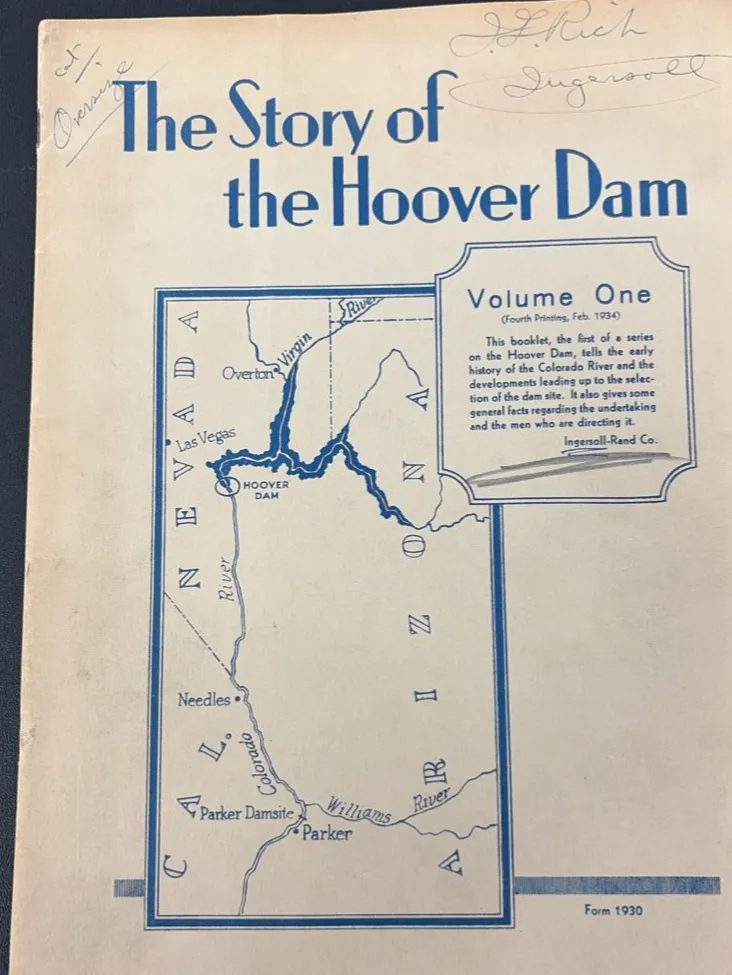 J. L. Rich
Ingersoll
cat.
Oversize
The Story of
the Hoover Dam
Volume One
(Fourth Printing, Feb. 1934)
This booklet, the first of a series
on the Hoover Dam, tells the early
history of the Colorado River and the
developments leading up to the selec-
tion of the dam site. It also gives some
general facts regarding the undertaking
and the men who are directing it.
Ingersoll-Rand Co.
River
Virgin
Overton
Las Vegas
NEVADA
HOOVER
DAM
ARIZONA
River
Needles
CAL.
Colorado
Parker Damsite
Williams River
Parker
Form 1930